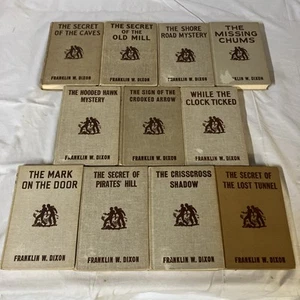 THE SECRET
OF THE CAVES
FRANKLIN W. DIXON
THE SECRET
OF THE
OLD MILL
FRANKLIN W. DIXON
THE SHORE
ROAD MYSTERY
FRANKLIN W. DIXON
THE
MISSING
CHUMS
FRANKLIN W. DIXON
THE HOODED HAWK
MYSTERY
FRANKLIN W. DIXON
THE SIGN OF THE
CROOKED ARROW
FRANKLIN W. DIXON
WHILE THE
CLOCK TICKED
FRANKLIN W. DIXON
THE MARK
ON THE DOOR
FRANKLIN W. DIXON
THE SECRET OF
PIRATES' HILL
FRANKLIN W. DIXON
THE CRISSCROSS
SHADOW
FRANKLIN W. DIXON
THE SECRET OF
THE LOST TUNNEL
FRANKLIN W. DIXON